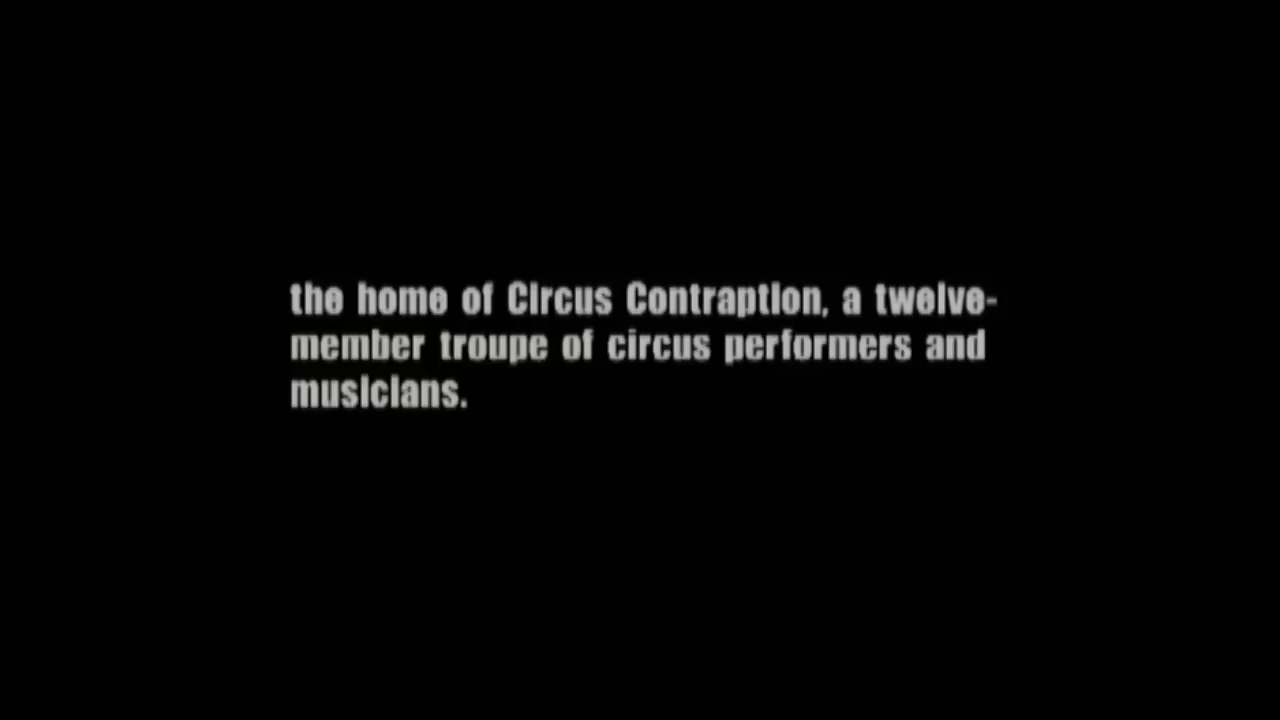 the home of Circus Contraption, a twelve-
member troupe of circus performers and
musicians.